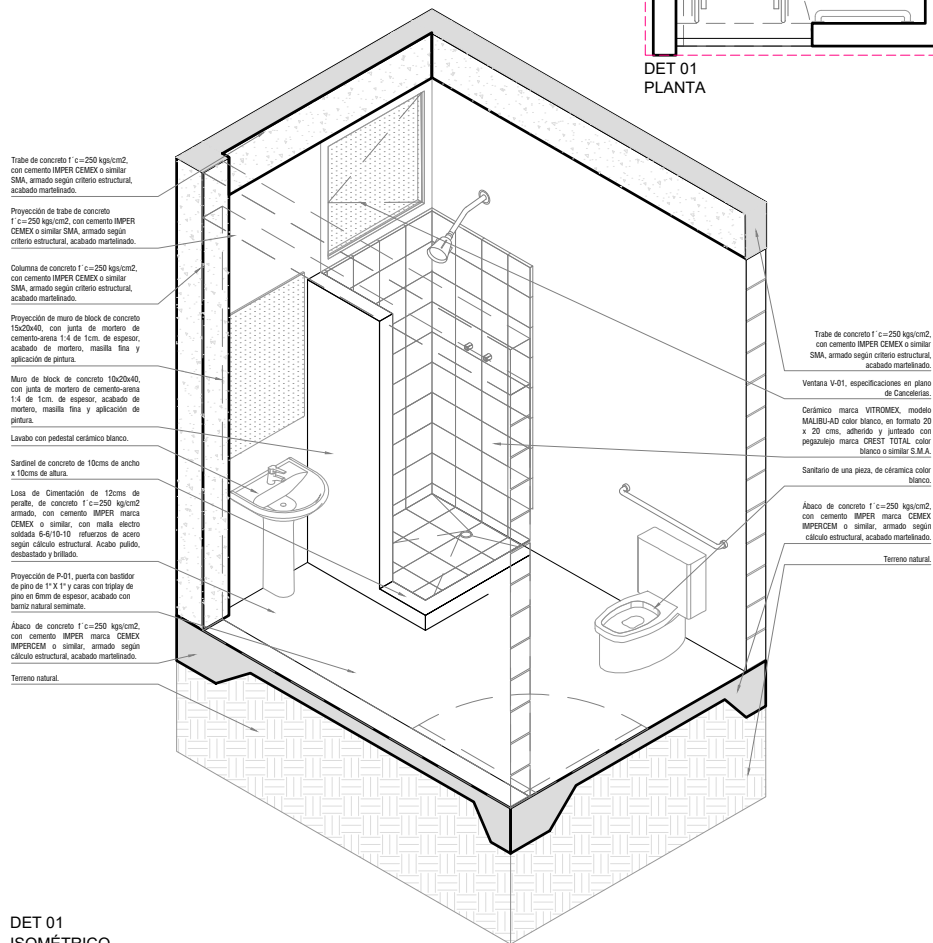 DET 01
PLANTA
Trabe de concreto f´c=250 kgs/cm2,
con cemento IMPER CEMEX o similar
SMA, armado según criterio estructural,
acabado martelinado.
Proyección de trabe de concreto
f´c=250 kgs/cm2, con cemento IMPER
CEMEX o similar SMA, armado según
criterio estructural, acabado martelinado.
Columna de concreto f´c=250 kgs/cm2,
con cemento IMPER CEMEX o similar
SMA, armado según criterio estructural,
acabado martelinado.
Proyección de muro de block de concreto
15x20x40, con junta de mortero de
cemento-arena 1:4 de 1cm. de espesor,
acabado de mortero, masilla fina y
aplicación de pintura.
Muro de block de concreto 10x20x40,
con junta de mortero de cemento-arena
1:4 de 1cm. de espesor, acabado de
mortero, masilla fina y aplicación de
pintura.
Lavabo con pedestal cerámico blanco.
Sardinel de concreto de 10cms de ancho
x 10cms de altura.
Losa de Cimentación de 12cms de
peralte, de concreto f´c=250 kg/cm2
armado, con cemento IMPER marca
CEMEX o similar, con malla electro
soldada 6-6/10-10 refuerzos de acero
según cálculo estructural. Acabo pulido,
desbastado y brillado.
Proyección de P-01, puerta con bastidor
de pino de 1" X 1" y caras con triplay de
pino en 6mm de espesor, acabado con
barniz natural semimate.
Ábaco de concreto f´c=250 kgs/cm2,
con cemento IMPER marca CEMEX
IMPERCEM o similar, armado según
cálculo estructural, acabado martelinado.
Terreno natural.
Trabe de concreto f´c=250 kgs/cm2,
con cemento IMPER CEMEX o similar
SMA, armado según criterio estructural,
acabado martelinado.
Ventana V-01, especificaciones en plano
de Cancelerias.
Cerámico marca VITROMEX, modelo
MALIBU-AD color blanco, en formato 20
x 20 cms, adherido y junteado con
pegazulejo marca CREST TOTAL color
blanco o similar S.M.A.
Sanitario de una pieza, de céramica color
blanco.
Ábaco de concreto f´c=250 kgs/cm2,
con cemento IMPER marca CEMEX
IMPERCEM o similar, armado según
cálculo estructural, acabado martelinado.
Terreno natural.
DET 01
ISOMÉTRICO